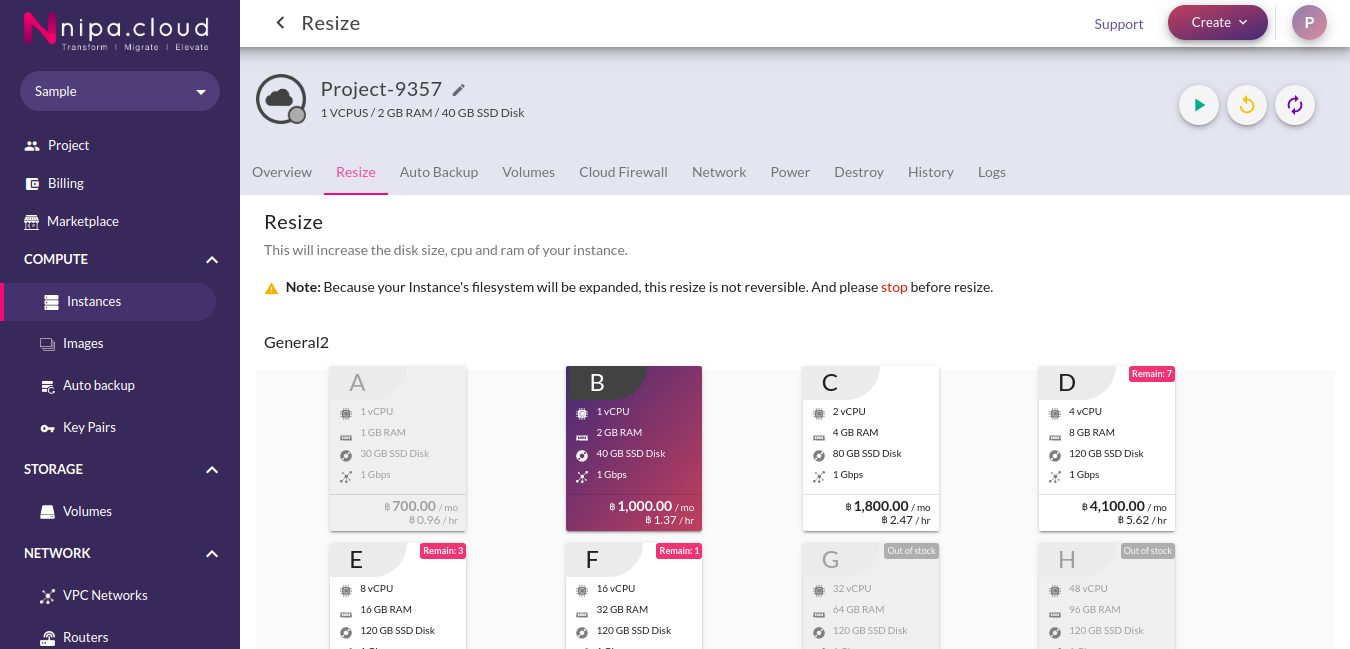 nipa.cloud
Transform | Migrate | Elevate
Sample
Project
Billing
Marketplace
COMPUTE
Instances
Images
Auto backup
Key Pairs
STORAGE
Volumes
NETWORK
VPC Networks
Routers
Resize
Support
Create
P
Project-9357
1 VCPUS / 2 GB RAM / 40 GB SSD Disk
Overview Resize Auto Backup Volumes Cloud Firewall Network Power Destroy History Logs
Resize
This will increase the disk size, cpu and ram of your instance.
Note: Because your Instance's filesystem will be expanded, this resize is not reversible. And please stop before resize.
General2
A
1 vCPU
1 GB RAM
30 GB SSD Disk
1 Gbps
฿ 700.00 / mo
฿ 0.96 / hr
B
1 vCPU
2 GB RAM
40 GB SSD Disk
1 Gbps
฿ 1,000.00 / mo
฿ 1.37 / hr
C
2 vCPU
4 GB RAM
80 GB SSD Disk
1 Gbps
฿ 1,800.00 / mo
฿ 2.47 / hr
D
Remain: 7
4 vCPU
8 GB RAM
120 GB SSD Disk
1 Gbps
฿ 4,100.00 / mo
฿ 5.62 / hr
E
Remain: 3
8 vCPU
16 GB RAM
120 GB SSD Disk
F
Remain: 1
16 vCPU
32 GB RAM
120 GB SSD Disk
G
Out of stock
32 vCPU
64 GB RAM
120 GB SSD Disk
H
Out of stock
48 vCPU
96 GB RAM
120 GB SSD Disk